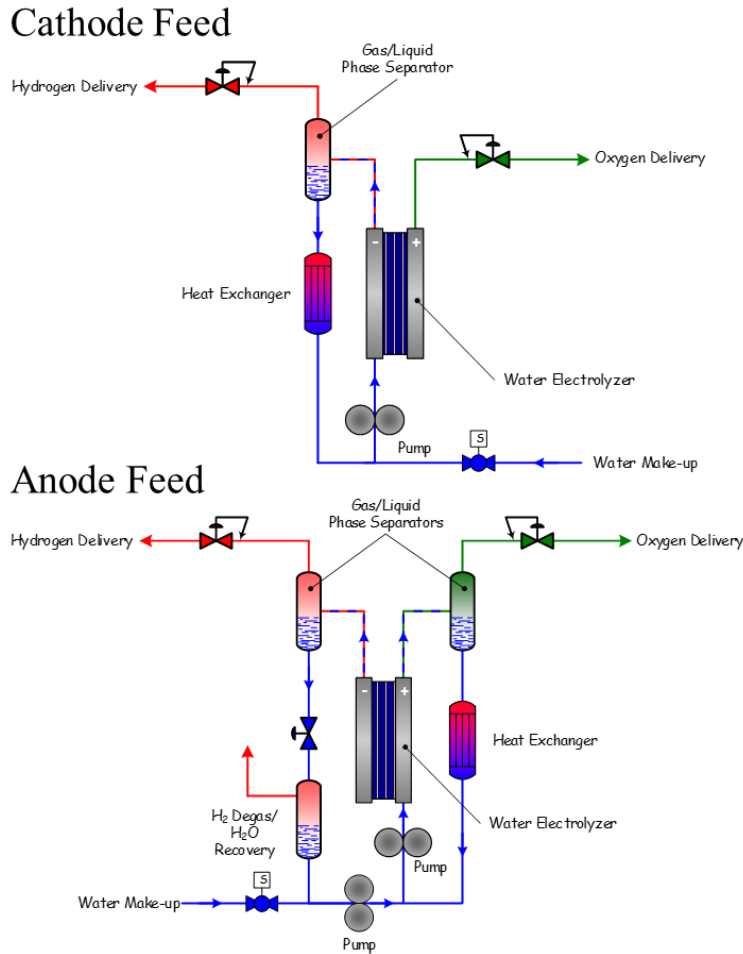 Cathode Feed
Gas/Liquid
Phase Separator
Hydrogen Delivery
Oxygen Delivery
- +
Heat Exchanger
Water Electrolyzer
S
Pump
Water Make-up
Anode Feed
Gas/Liquid
Phase Separators
Hydrogen Delivery
Oxygen Delivery
- +
Heat Exchanger
H₂ Degas/
H₂O
Recovery
Water Electrolyzer
Pump
S
Water Make-up
Pump